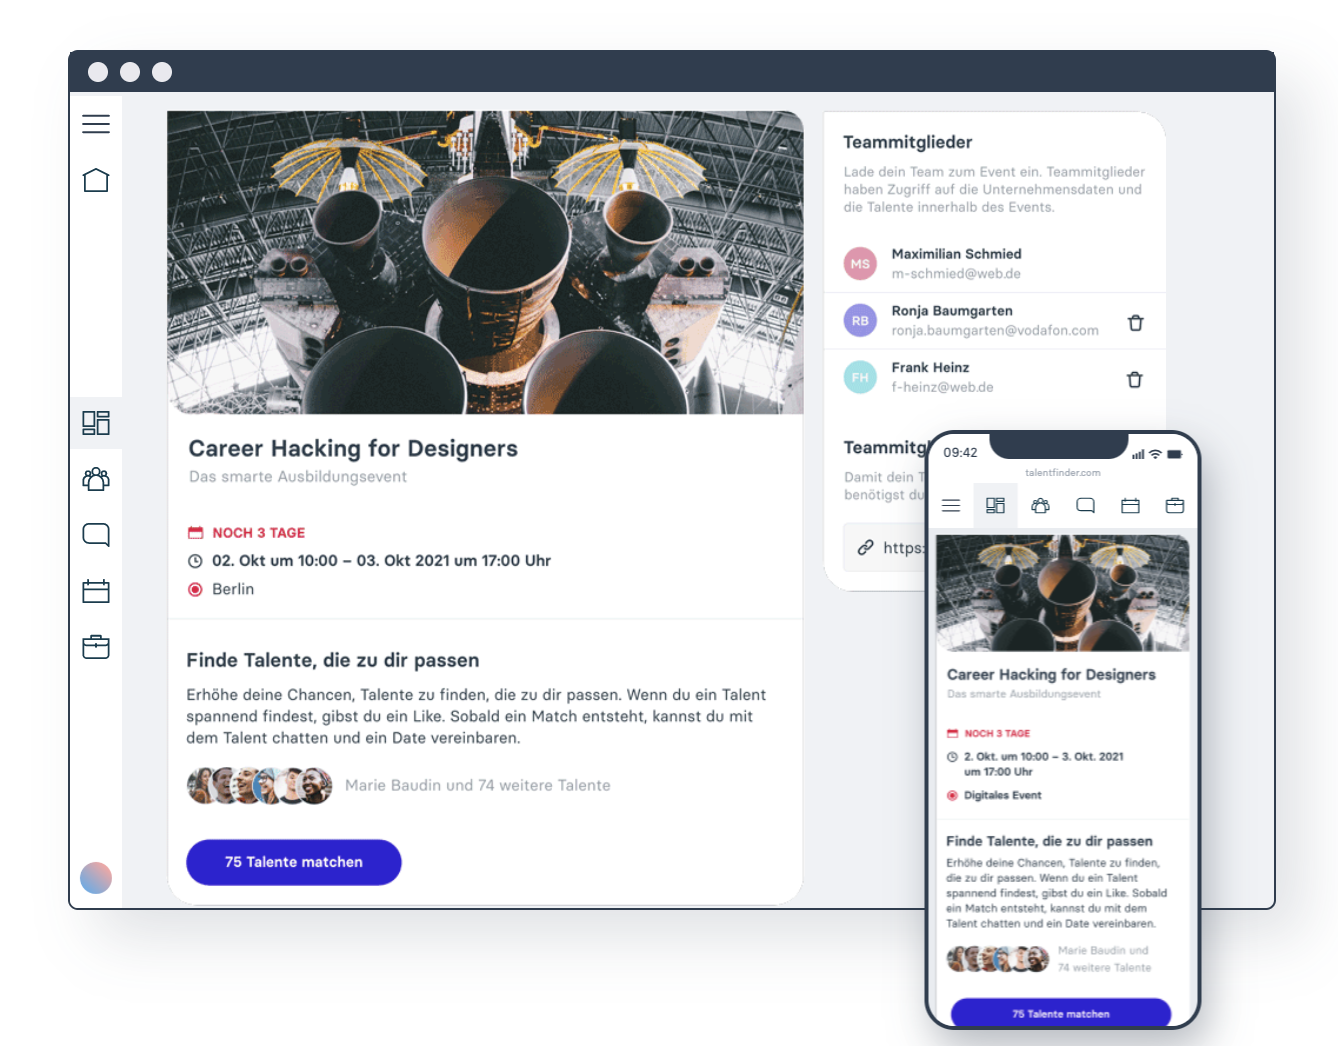 Career Hacking for Designers
Das smarte Ausbildungsevent
NOCH 3 TAGE
02. Okt um 10:00 – 03. Okt 2021 um 17:00 Uhr
Berlin
Finde Talente, die zu dir passen
Erhöhe deine Chancen, Talente zu finden, die zu dir passen. Wenn du ein Talent
spannend findest, gibst du ein Like. Sobald ein Match entsteht, kannst du mit
dem Talent chatten und ein Date vereinbaren.
Marie Baudin und 74 weitere Talente
75 Talente matchen
Teammitglieder
Lade dein Team zum Event ein. Teammitglieder
haben Zugriff auf die Unternehmensdaten und
die Talente innerhalb des Events.
MS
Maximilian Schmied
m-schmied@web.de
RB
Ronja Baumgarten
ronja.baumgarten@vodafon.com
FH
Frank Heinz
f-heinz@web.de
Teammitg
Damit dein T
benötigst du
https:
09:42
talentfinder.com
Career Hacking for Designers
Das smarte Ausbildungsevent
NOCH 3 TAGE
2. Okt. um 10:00 – 3. Okt. 2021
um 17:00 Uhr
Digitales Event
Finde Talente, die zu dir passen
Erhöhe deine Chancen, Talente zu finden,
die zu dir passen. Wenn du ein Talent
spannend findest, gibst du ein Like. Sobald
ein Match entsteht, kannst du mit dem
Talent chatten und ein Date vereinbaren.
Marie Baudin und
74 weitere Talente
75 Talente matchen